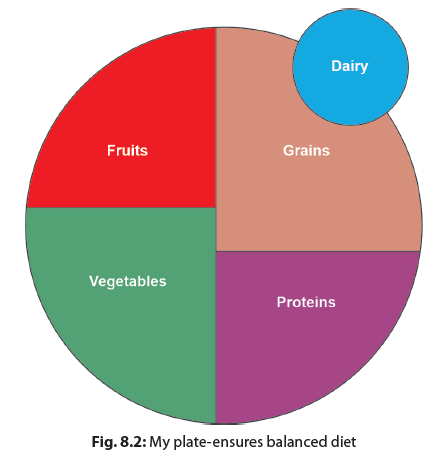 Dairy
Fruits
Grains
Vegetables
Proteins
Fig. 8.2: My plate-ensures balanced diet